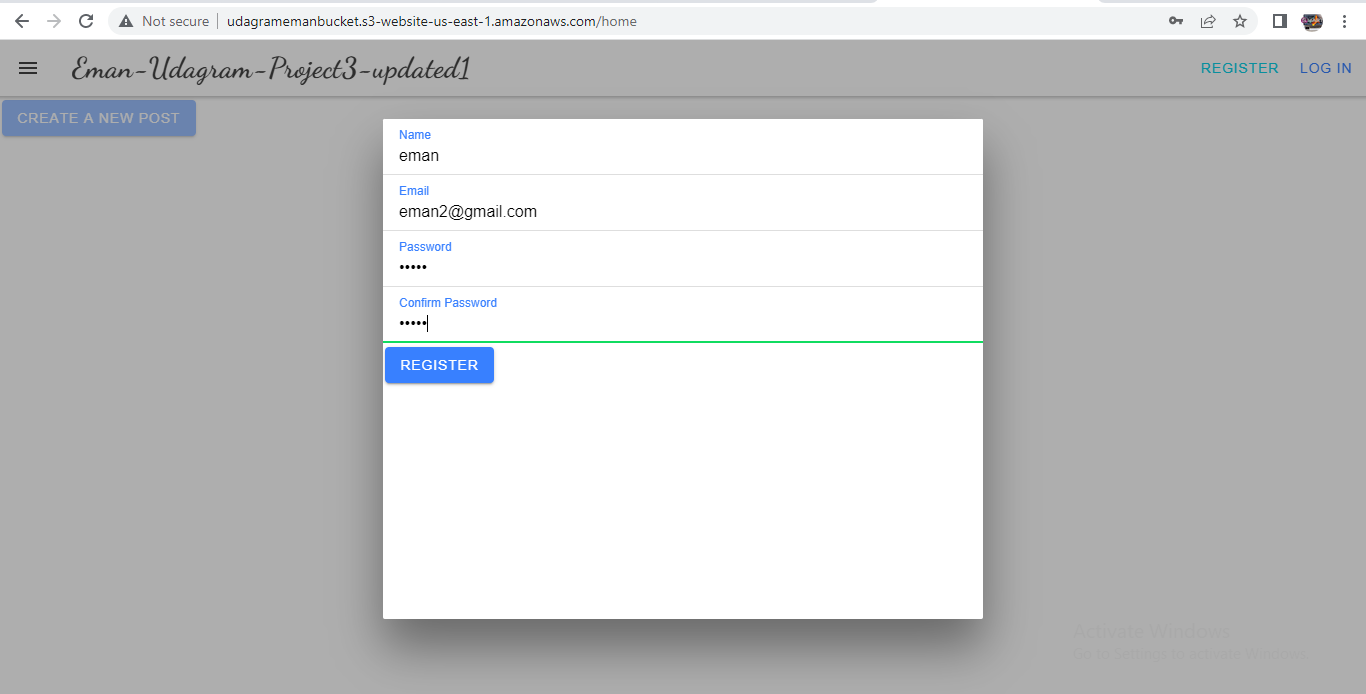 Not secure udagramemanbucket.s3-website-us-east-1.amazonaws.com/home
Eman-Udagram-Project3-updated1
REGISTER LOG IN
CREATE A NEW POST
Name
eman
Email
eman2@gmail.com
Password
•••••
Confirm Password
•••••
REGISTER
Activate Windows
Go to Settings to activate Windows.